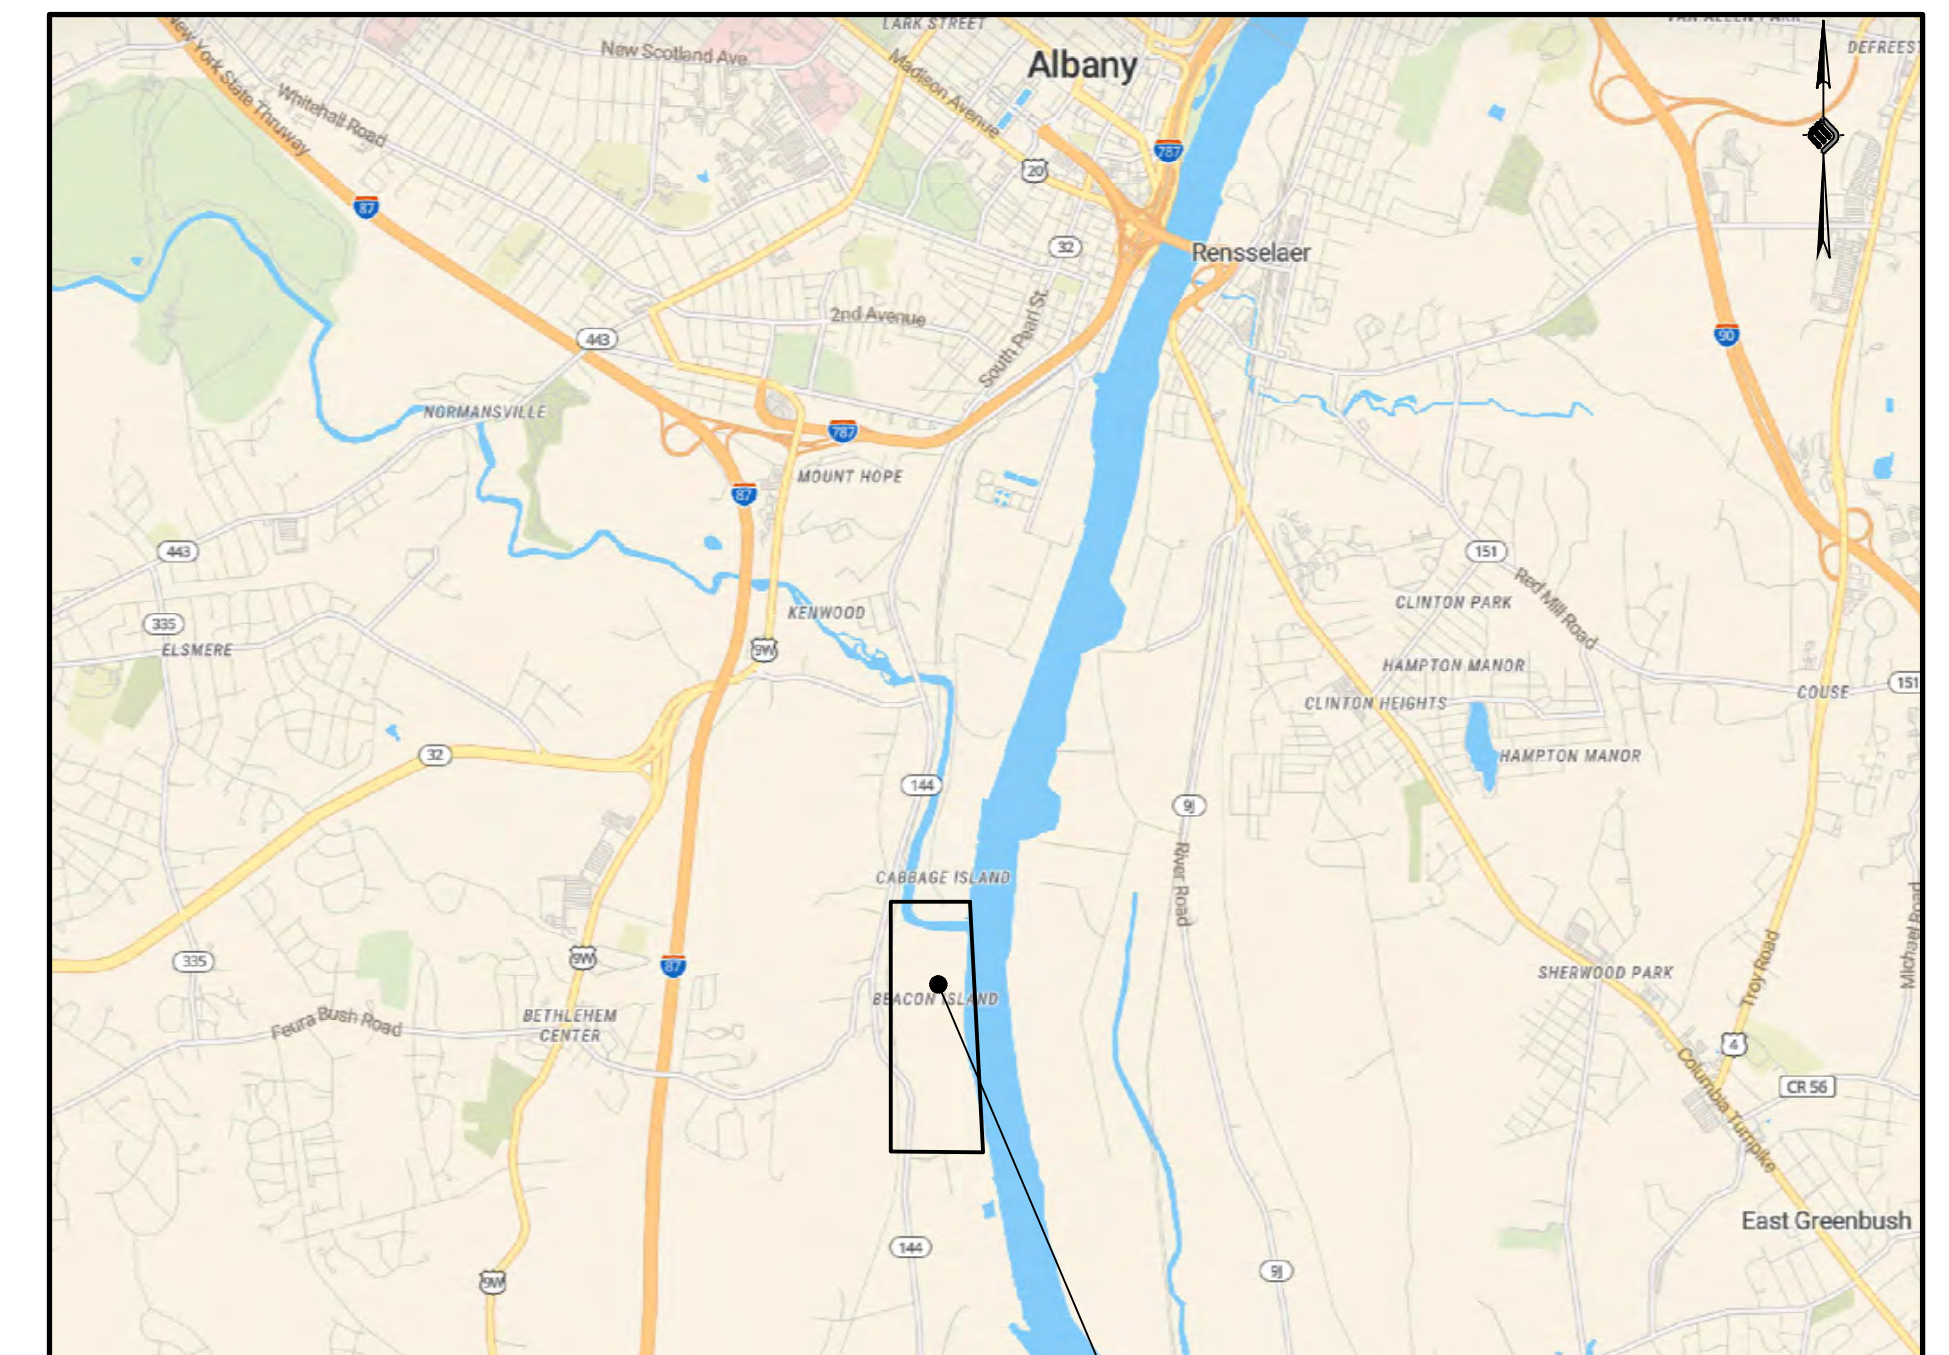 LARK STREET
VAN ALLEN PARK
New York State Thruway
New Scotland Ave.
Madison Avenue
Albany
Whitehall Road
787
20
87
32
Rensselaer
2nd Avenue
South Pearl St.
443
90
NORMANSVILLE
787
MOUNT HOPE
87
443
151
Red Mill Road
CLINTON PARK
335
KENWOOD
ELSMERE
9W
HAMPTON MANOR
CLINTON HEIGHTS
COUSE
151
32
HAMPTON MANOR
144
9J
River Road
CABBAGE ISLAND
Michael Road
335
9W
87
SHERWOOD PARK
Troy Road
BEACON ISLAND
Feura Bush Road
BETHLEHEM
CENTER
4
Columbia Turnpike
CR 56
East Greenbush
144
9J
9W